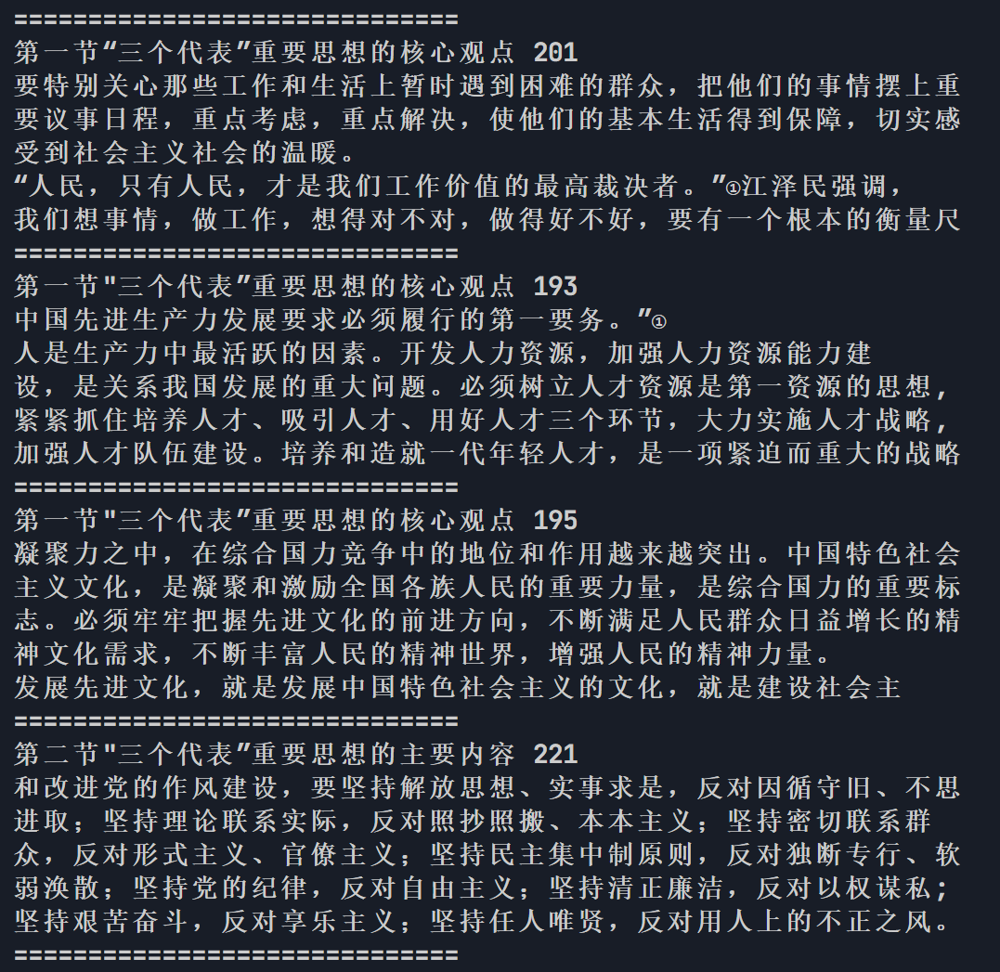 ==============================
第一节“三个代表”重要思想的核心观点 201
要特别关心那些工作和生活上暂时遇到困难的群众，把他们的事情摆上重
要议事日程，重点考虑，重点解决，使他们的基本生活得到保障，切实感
受到社会主义社会的温暖。
“人民，只有人民，才是我们工作价值的最高裁决者。”①江泽民强调，
我们想事情，做工作，想得对不对，做得好不好，要有一个根本的衡量尺
==============================
第一节"三个代表”重要思想的核心观点 193
中国先进生产力发展要求必须履行的第一要务。”①
人是生产力中最活跃的因素。开发人力资源，加强人力资源能力建
设，是关系我国发展的重大问题。必须树立人才资源是第一资源的思想，
紧紧抓住培养人才、吸引人才、用好人才三个环节，大力实施人才战略，
加强人才队伍建设。培养和造就一代年轻人才，是一项紧迫而重大的战略
==============================
第一节"三个代表”重要思想的核心观点 195
凝聚力之中，在综合国力竞争中的地位和作用越来越突出。中国特色社会
主义文化，是凝聚和激励全国各族人民的重要力量，是综合国力的重要标
志。必须牢牢把握先进文化的前进方向，不断满足人民群众日益增长的精
神文化需求，不断丰富人民的精神世界，增强人民的精神力量。
发展先进文化，就是发展中国特色社会主义的文化，就是建设社会主
==============================
第二节"三个代表”重要思想的主要内容 221
和改进党的作风建设，要坚持解放思想、实事求是，反对因循守旧、不思
进取；坚持理论联系实际，反对照抄照搬、本本主义；坚持密切联系群
众，反对形式主义、官僚主义；坚持民主集中制原则，反对独断专行、软
弱涣散；坚持党的纪律，反对自由主义；坚持清正廉洁，反对以权谋私；
坚持艰苦奋斗，反对享乐主义；坚持任人唯贤，反对用人上的不正之风。
==============================